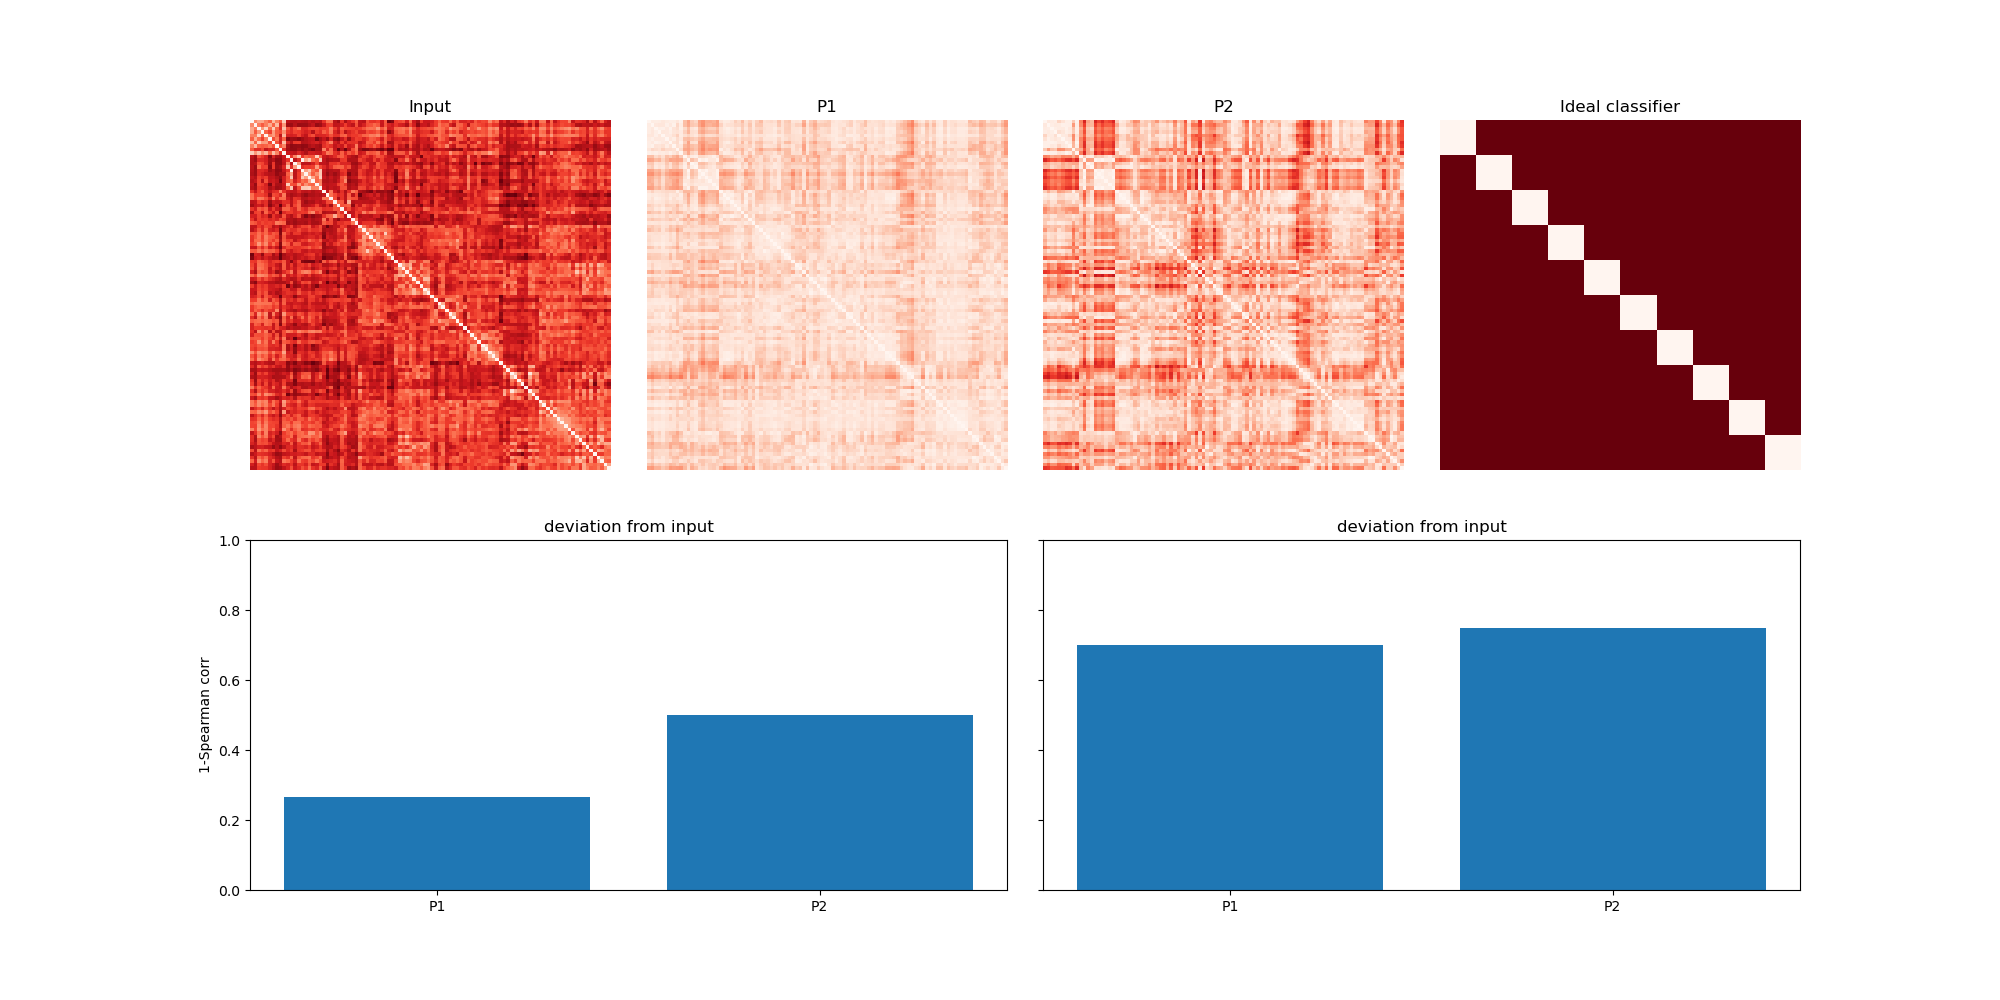 Input
P1
P2
Ideal classifier
deviation from input
deviation from input
1-Spearman corr
1.0
0.8
0.6
0.4
0.2
0.0
P1
P2
P1
P2